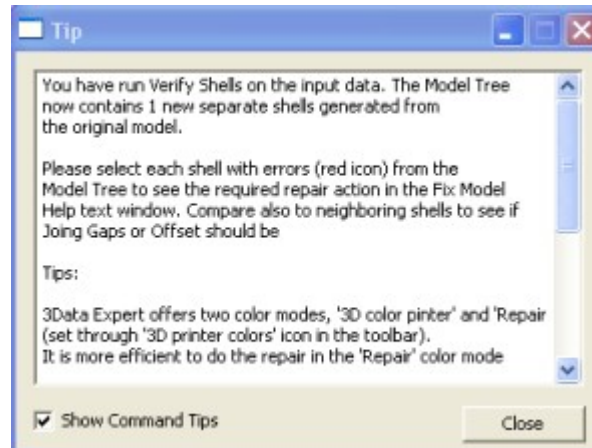 Tip
You have run Verify Shells on the input data. The Model Tree
now contains 1 new separate shells generated from
the original model.
Please select each shell with errors (red icon) from the
Model Tree to see the required repair action in the Fix Model
Help text window. Compare also to neighboring shells to see if
Joing Gaps or Offset should be
Tips:
3Data Expert offers two color modes, '3D color pinter' and 'Repair
(set through '3D printer colors' icon in the toolbar).
It is more efficient to do the repair in the 'Repair' color mode
Show Command Tips
Close